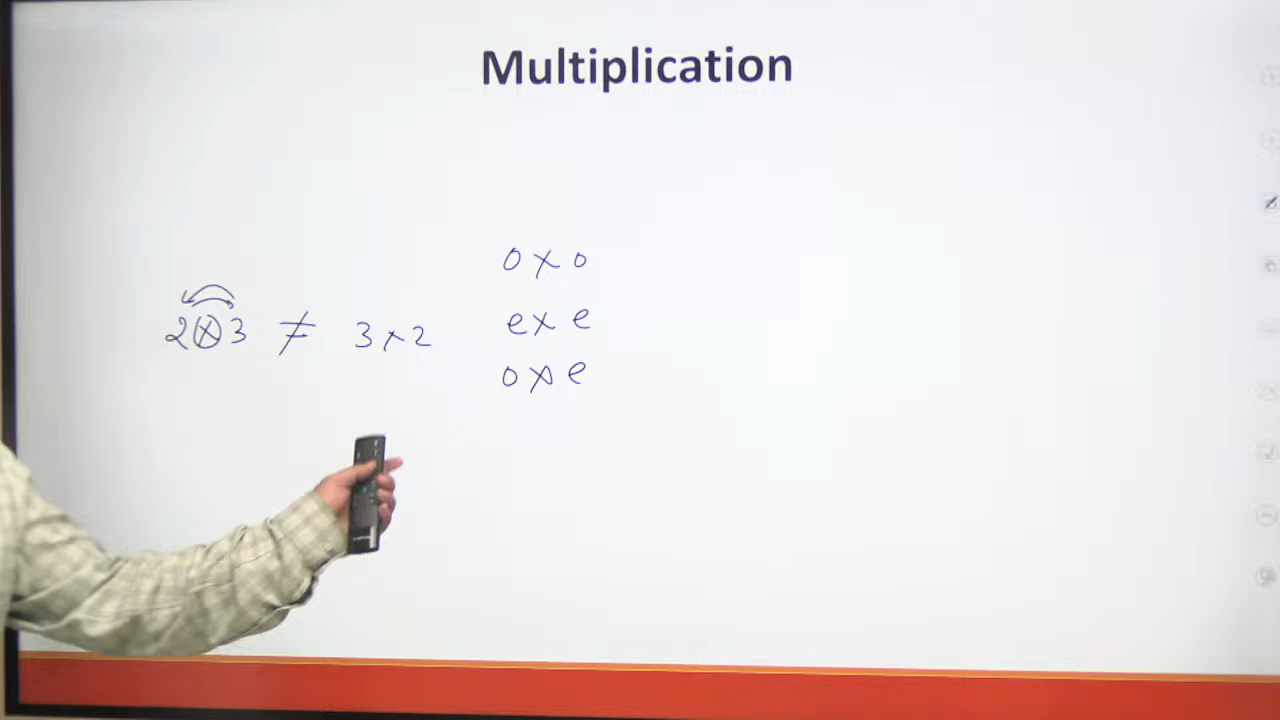 Multiplication
2×3 ≠ 3×2
o×o
e×e
o×e